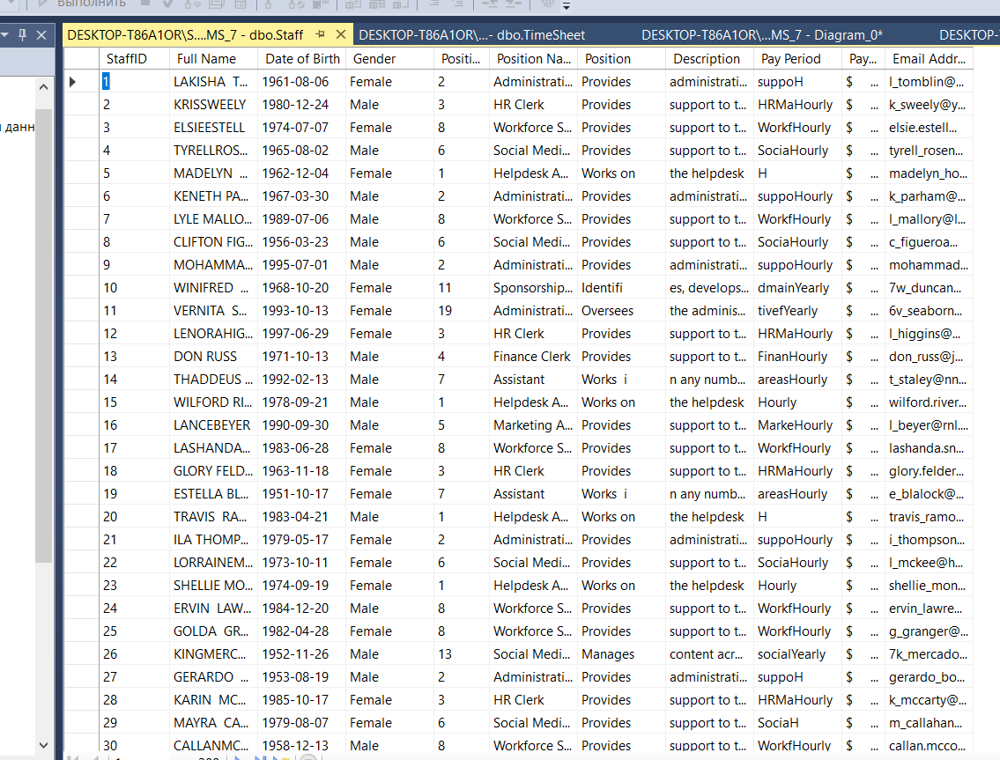 ВЫПОЛНИТЬ
DESKTOP-T86A1OR\S....MS_7 - dbo.Staff DESKTOP-T86A1OR\...- dbo.TimeSheet DESKTOP-T86A1OR\...MS_7 - Diagram_0* DESKTOP-
данн
StaffID Full Name Date of Birth Gender Positi... Position Na... Position Description Pay Period Pay... Email Addr...
1 LAKISHA T... 1961-08-06 Female 2 Administrati... Provides administrati... suppoH $ ... l_tomblin@...
2 KRISSWEELY 1980-12-24 Male 3 HR Clerk Provides support to t... HRMaHourly $ ... k_sweely@y...
3 ELSIEESTELL 1974-07-07 Female 8 Workforce S... Provides support to t... WorkfHourly $ ... elsie.estell...
4 TYRELLROS... 1965-08-02 Male 6 Social Medi... Provides support to t... SociaHourly $ ... tyrell_rosen...
5 MADELYN ... 1962-12-04 Female 1 Helpdesk A... Works on the helpdesk H $ ... madelyn_ho...
6 KENETH PA... 1967-03-30 Male 2 Administrati... Provides administrati... suppoHourly $ ... k_parham@...
7 LYLE MALLO... 1989-07-06 Male 8 Workforce S... Provides support to t... WorkfHourly $ ... l_mallory@l...
8 CLIFTON FIG... 1956-03-23 Male 6 Social Medi... Provides support to t... SociaHourly $ ... c_figueroa...
9 MOHAMMA... 1995-07-01 Male 2 Administrati... Provides administrati... suppoHourly $ ... mohammad...
10 WINIFRED ... 1968-10-20 Female 11 Sponsorship... Identifi es, develops... dmainYearly $ ... 7w_duncan...
11 VERNITA S... 1993-10-13 Female 19 Administrati... Oversees the adminis... tivefYearly $ ... 6v_seaborn...
12 LENORAHIG... 1997-06-29 Female 3 HR Clerk Provides support to t... HRMaHourly $ ... l_higgins@...
13 DON RUSS 1971-10-13 Male 4 Finance Clerk Provides support to t... FinanHourly $ ... don_russ@j...
14 THADDEUS ... 1992-02-13 Male 7 Assistant Works i n any numb... areasHourly $ ... t_staley@nn...
15 WILFORD RI... 1978-09-21 Male 1 Helpdesk A... Works on the helpdesk Hourly $ ... wilford.river...
16 LANCEBEYER 1990-09-30 Male 5 Marketing A... Provides support to t... MarkeHourly $ ... l_beyer@rnl...
17 LASHANDA... 1983-06-28 Female 8 Workforce S... Provides support to t... WorkfHourly $ ... lashanda.sn...
18 GLORY FELD... 1963-11-18 Female 3 HR Clerk Provides support to t... HRMaHourly $ ... glory.felder...
19 ESTELLA BL... 1951-10-17 Female 7 Assistant Works i n any numb... areasHourly $ ... e_blalock@...
20 TRAVIS RA... 1983-04-21 Male 1 Helpdesk A... Works on the helpdesk H $ ... travis_ramo...
21 ILA THOMP... 1979-05-17 Female 2 Administrati... Provides administrati... suppoHourly $ ... i_thompson...
22 LORRAINEM... 1973-10-11 Female 6 Social Medi... Provides support to t... SociaHourly $ ... l_mckee@h...
23 SHELLIE MO... 1974-09-19 Female 1 Helpdesk A... Works on the helpdesk Hourly $ ... shellie_mon...
24 ERVIN LAW... 1984-12-20 Male 8 Workforce S... Provides support to t... WorkfHourly $ ... ervin_lawre...
25 GOLDA GR... 1982-04-28 Female 8 Workforce S... Provides support to t... WorkfHourly $ ... g_granger@...
26 KINGMERC... 1952-11-26 Male 13 Social Medi... Manages content acr... socialYearly $ ... 7k_mercado...
27 GERARDO ... 1953-08-19 Male 2 Administrati... Provides administrati... suppoH $ ... gerardo_bo...
28 KARIN MC... 1985-10-17 Female 3 HR Clerk Provides support to t... HRMaHourly $ ... k_mccarty@...
29 MAYRA CA... 1979-08-07 Female 6 Social Medi... Provides support to t... SociaH $ ... m_callahan...
30 CALLANMC... 1958-12-13 Male 8 Workforce S... Provides support to t... WorkfHourly $ ... callan.mcco...